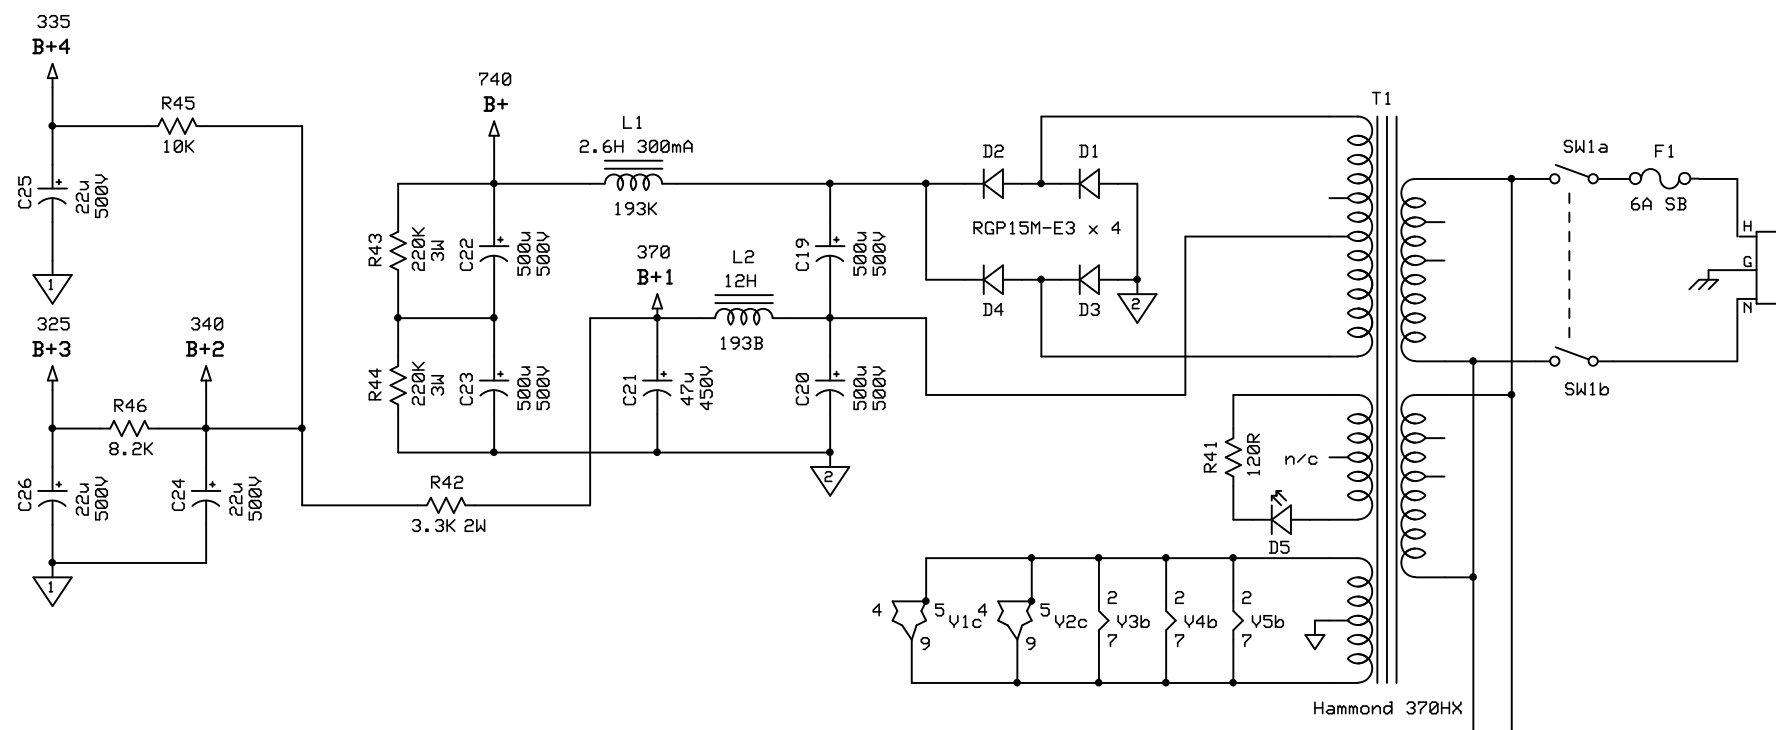 335
B+4
R45
10K
C25
22u
500V
1
325
B+3
340
B+2
R46
8.2K
C26
22u
500V
C24
22u
500V
1
740
B+
L1
2.6H 300mA
193K
R43
220K
3W
C22
500u
500V
R44
220K
3W
C23
500u
500V
370
B+1
L2
12H
193B
C19
500u
500V
C21
47u
450V
C20
500u
500V
2
R42
3.3K 2W
D2
D1
RGP15M-E3 x 4
D4
D3
2
T1
SW1a
F1
6A SB
H
G
N
SW1b
R41
120R
n/c
D5
4
5
V1c
9
4
5
V2c
9
2
V3b
7
2
V4b
7
2
V5b
7
Hammond 370HX